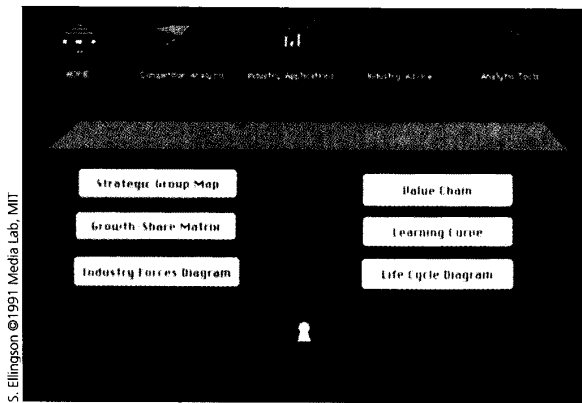 HOME Competitor Analysis Industry Applications Industry Advice Analytic Tools
Strategic Group Map
Value Chain
Growth-Share Matrix
Learning Curve
Industry Forces Diagram
Life Cycle Diagram
S. Ellingson ©1991 Media Lab, MIT